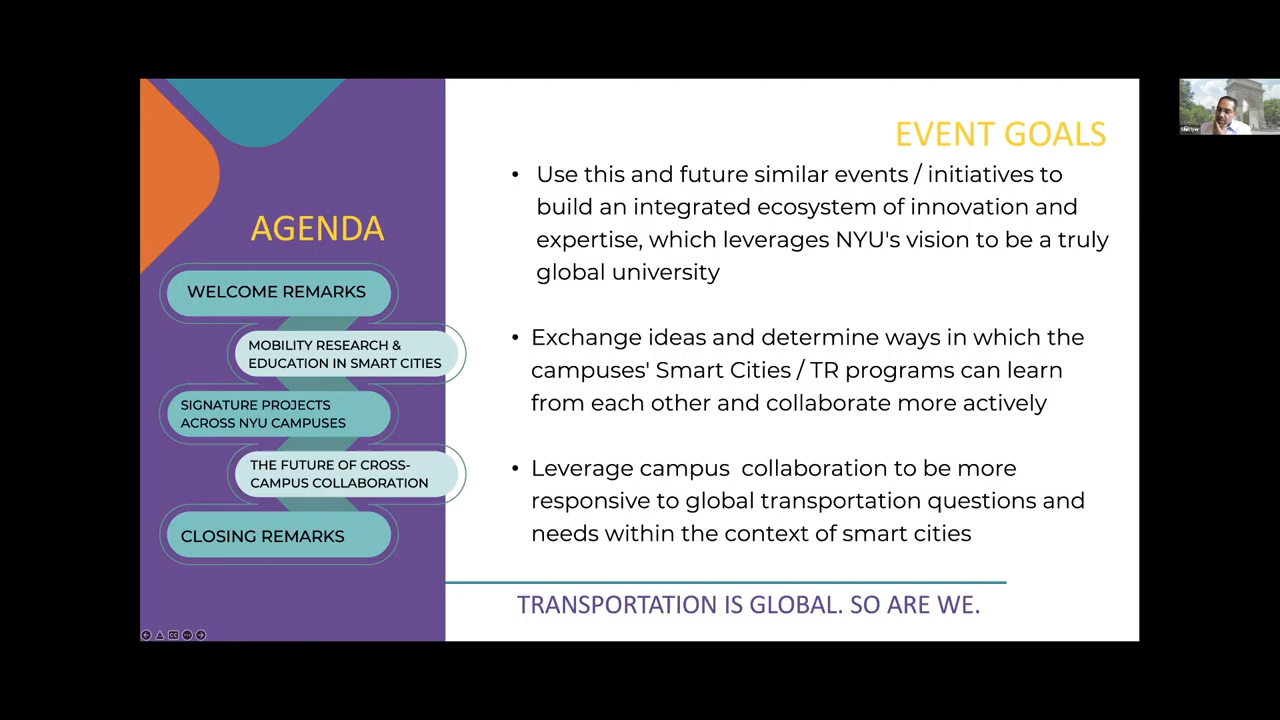 AGENDA
WELCOME REMARKS
MOBILITY RESEARCH &
EDUCATION IN SMART CITIES
SIGNATURE PROJECTS
ACROSS NYU CAMPUSES
THE FUTURE OF CROSS-
CAMPUS COLLABORATION
CLOSING REMARKS
EVENT GOALS
• Use this and future similar events / initiatives to
build an integrated ecosystem of innovation and
expertise, which leverages NYU's vision to be a truly
global university
• Exchange ideas and determine ways in which the
campuses' Smart Cities / TR programs can learn
from each other and collaborate more actively
• Leverage campus  collaboration to be more
responsive to global transportation questions and
needs within the context of smart cities
TRANSPORTATION IS GLOBAL. SO ARE WE.